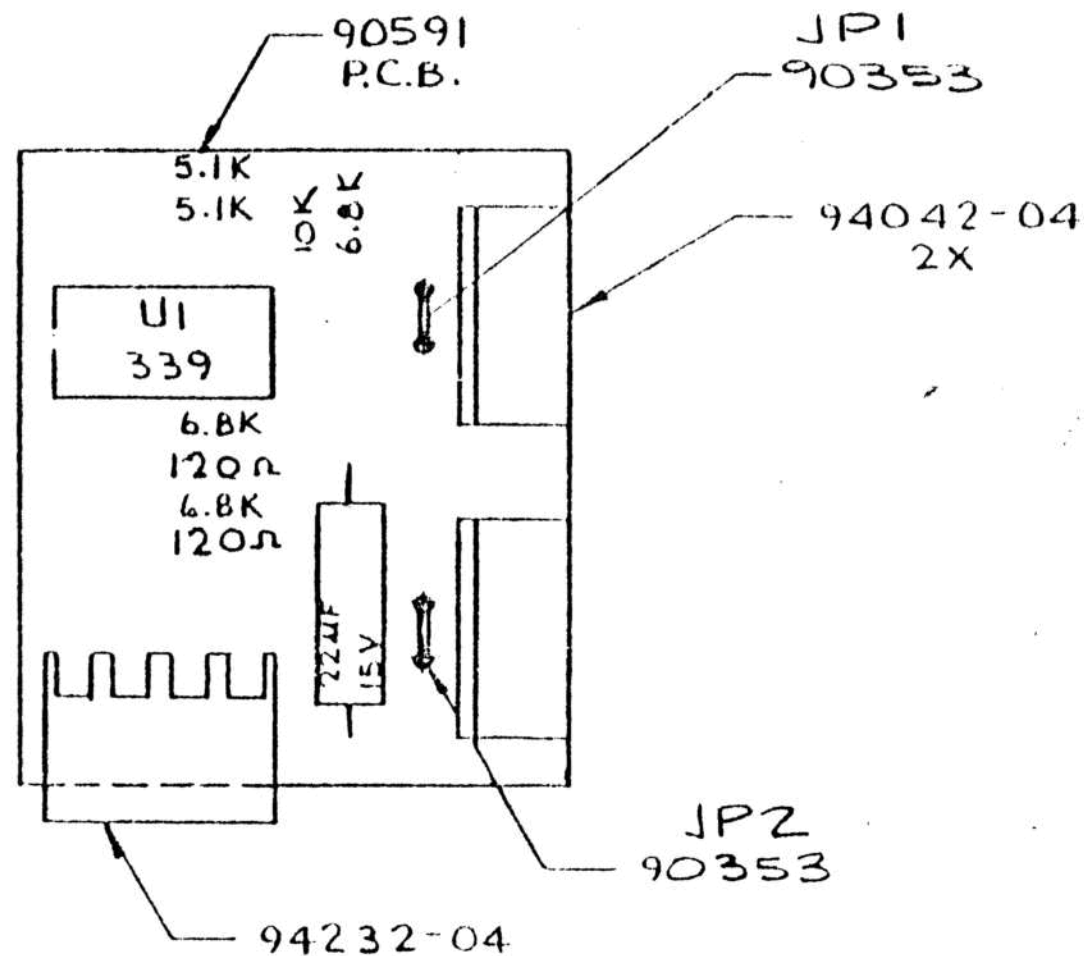 90591
P.C.B.
JP1
90353
5.1K
5.1K
10K
6.8K
94042-04
2X
U1
339
6.8K
120Ω
6.8K
120Ω
22µF
15V
JP2
90353
94232-04